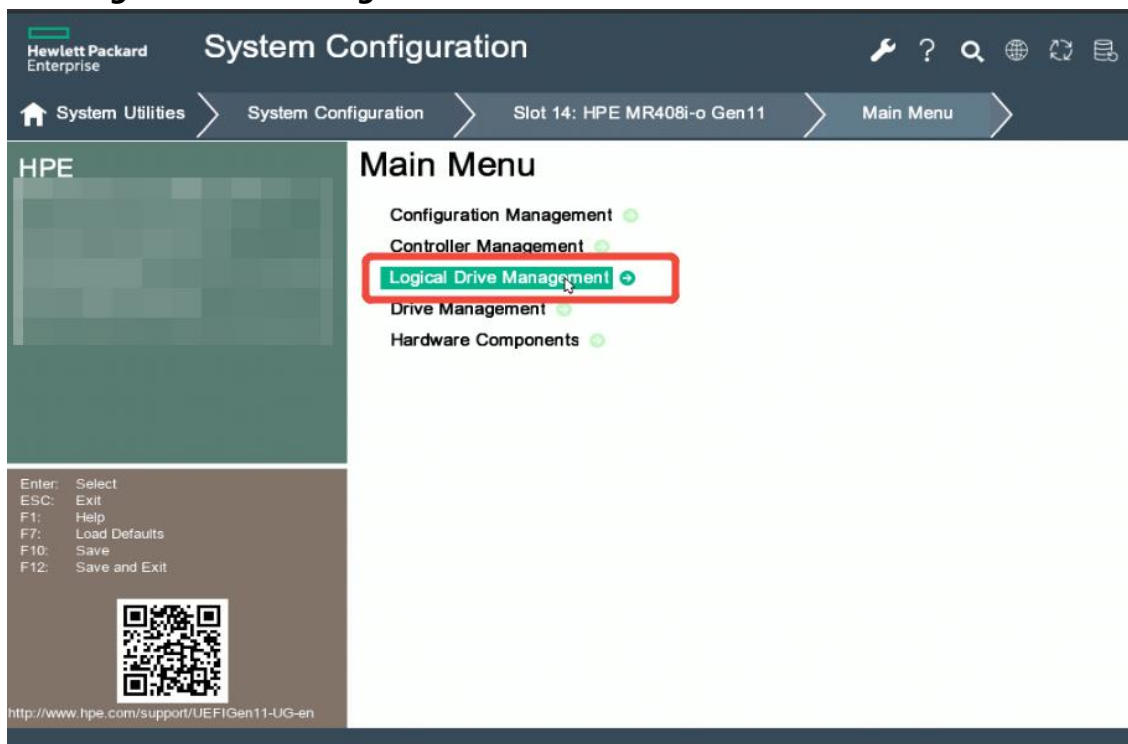 Hewlett Packard
Enterprise
System Configuration
System Utilities
System Configuration
Slot 14: HPE MR408i-o Gen11
Main Menu
HPE
Main Menu
Configuration Management
Controller Management
Logical Drive Management
Drive Management
Hardware Components
Enter: Select
ESC: Exit
F1: Help
F7: Load Defaults
F10: Save
F12: Save and Exit
http://www.hpe.com/support/UEFIGen11-UG-en